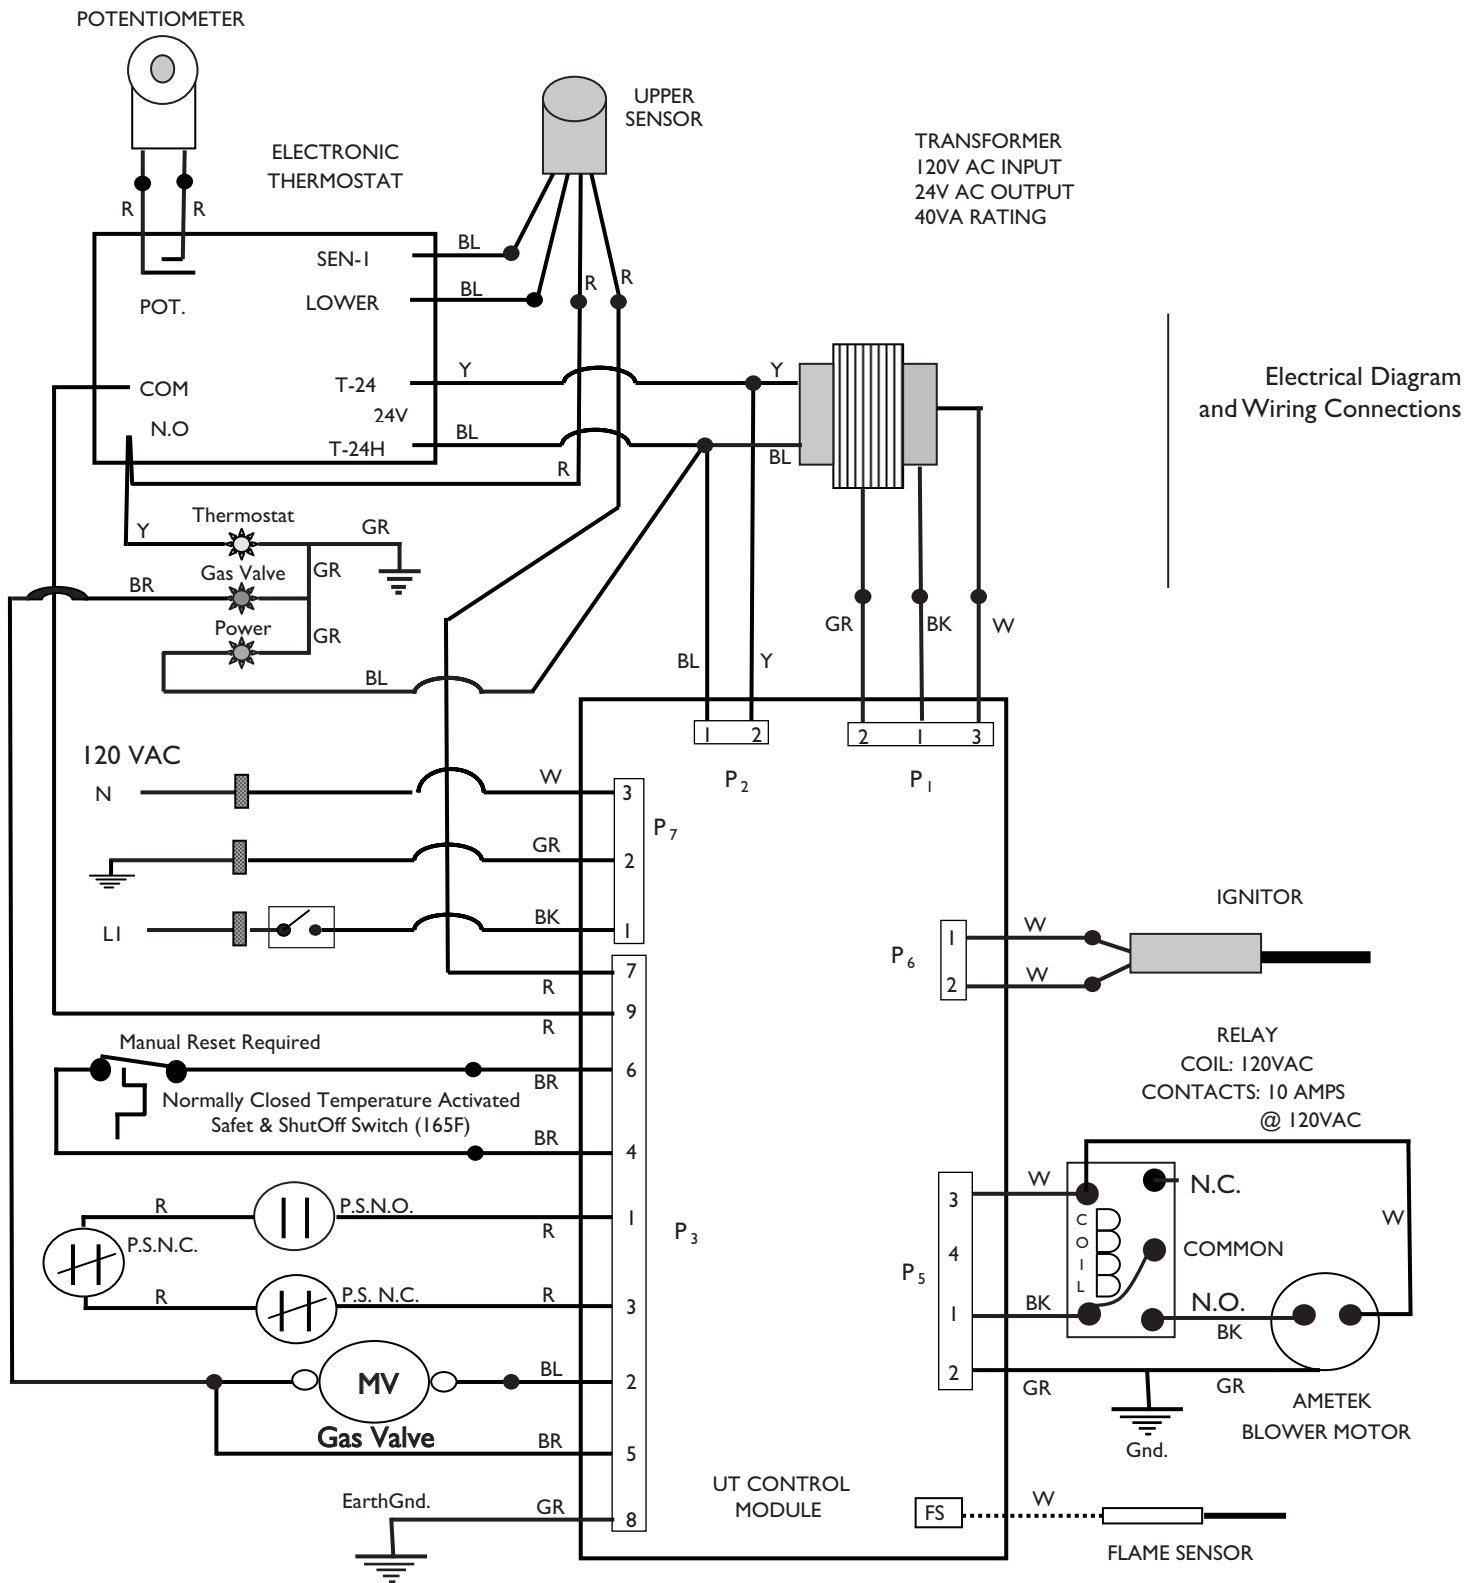 POTENTIOMETER
UPPER
SENSOR
ELECTRONIC
THERMOSTAT
TRANSFORMER
120V AC INPUT
24V AC OUTPUT
40VA RATING
R R
SEN-1 BL
LOWER BL
R R
POT.
COM
N.O
T-24 Y Y
24V
T-24H BL BL
R
Electrical Diagram
and Wiring Connections
Thermostat
Y GR
Gas Valve
BR GR
Power
GR
BL
GR BK W
BL Y
1 2
P2
2 1 3
P1
120 VAC
N W 3
P7
GR 2
L1 BK 1
7
R
9
R
Manual Reset Required
6
BR
Normally Closed Temperature Activated
Safet & ShutOff Switch (165F)
BR 4
R P.S.N.O. 1
R
P.S.N.C.
P3
R P.S. N.C. R 3
MV BL 2
Gas Valve
BR 5
EarthGnd. GR 8
UT CONTROL
MODULE
IGNITOR
P6
1 W
2 W
RELAY
COIL: 120VAC
CONTACTS: 10 AMPS
@ 120VAC
P5
3 W N.C.
W
C
O
I
L
4 COMMON
1 BK N.O.
BK
2 GR GR
Gnd.
AMETEK
BLOWER MOTOR
FS W
FLAME SENSOR